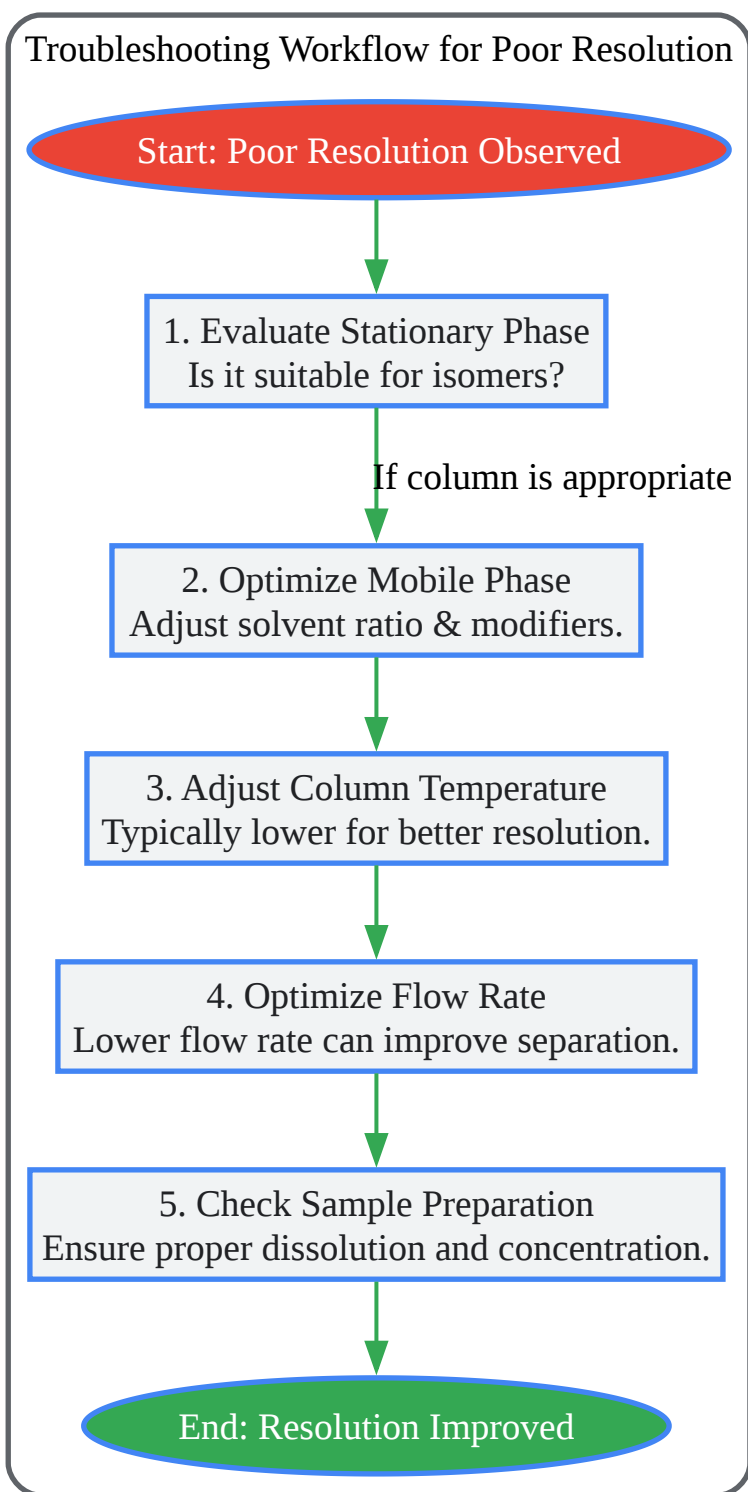 Troubleshooting Workflow for Poor Resolution
Start: Poor Resolution Observed
1. Evaluate Stationary Phase
Is it suitable for isomers?
If column is appropriate
2. Optimize Mobile Phase
Adjust solvent ratio & modifiers.
3. Adjust Column Temperature
Typically lower for better resolution.
4. Optimize Flow Rate
Lower flow rate can improve separation.
5. Check Sample Preparation
Ensure proper dissolution and concentration.
End: Resolution Improved